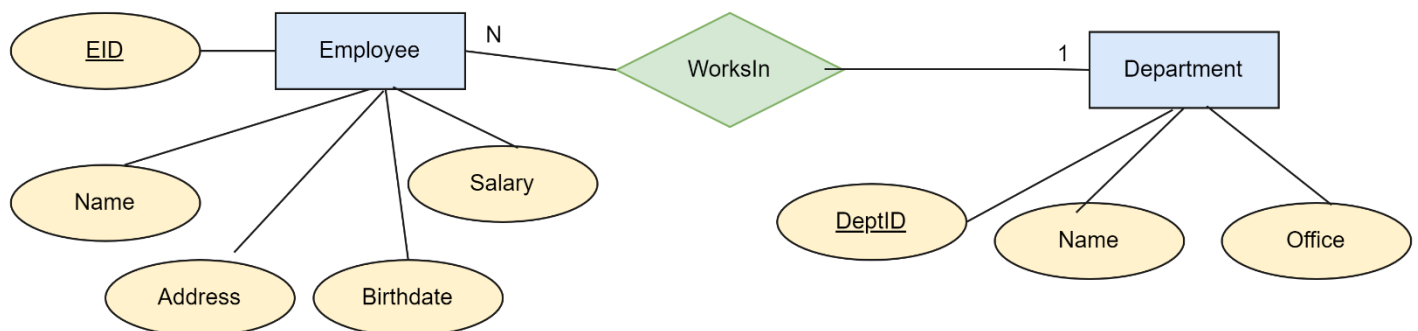 EID
Employee
N
WorksIn
1
Department
Name
Address
Birthdate
Salary
DeptID
Name
Office